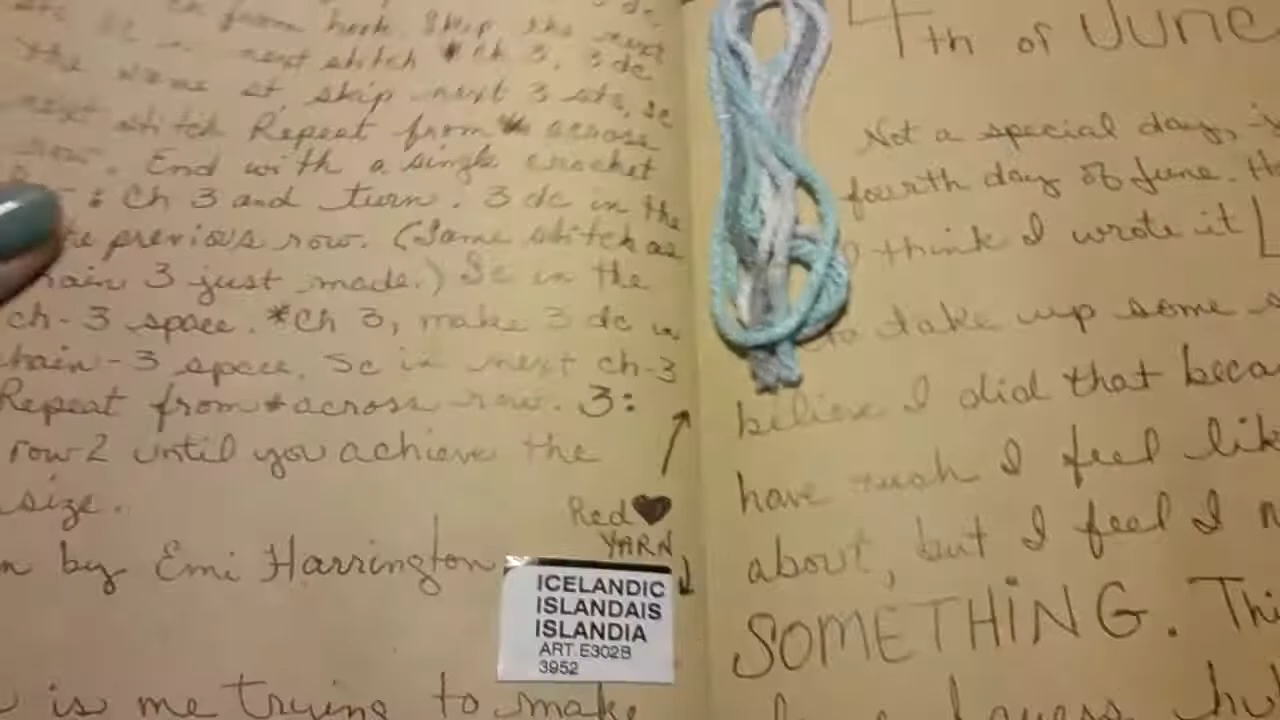 from hook. Skip the next
next stitch *Ch 3, 3 dc
the same st, skip next 3 sts, sc
next stitch Repeat from * across
row. End with a single crochet
: Ch 3 and turn. 3 dc in the
previous row. (Same stitch as
chain 3 just made.) Sc in the
ch-3 space. *Ch 3, make 3 dc in
chain-3 space. Sc in next ch-3
Repeat from * across row. 3:
row 2 until you achieve the
size.
by Emi Harrington
Red ♥
YARN
ICELANDIC
ISLANDAIS
ISLANDIA
ART.E302B
3952
is me trying to make
4th of June
Not a special day,
fourth day of June.
think I wrote it
to take up some
believe I did that beca
have much I feel lik
about, but I feel I
SOMETHING. Thi